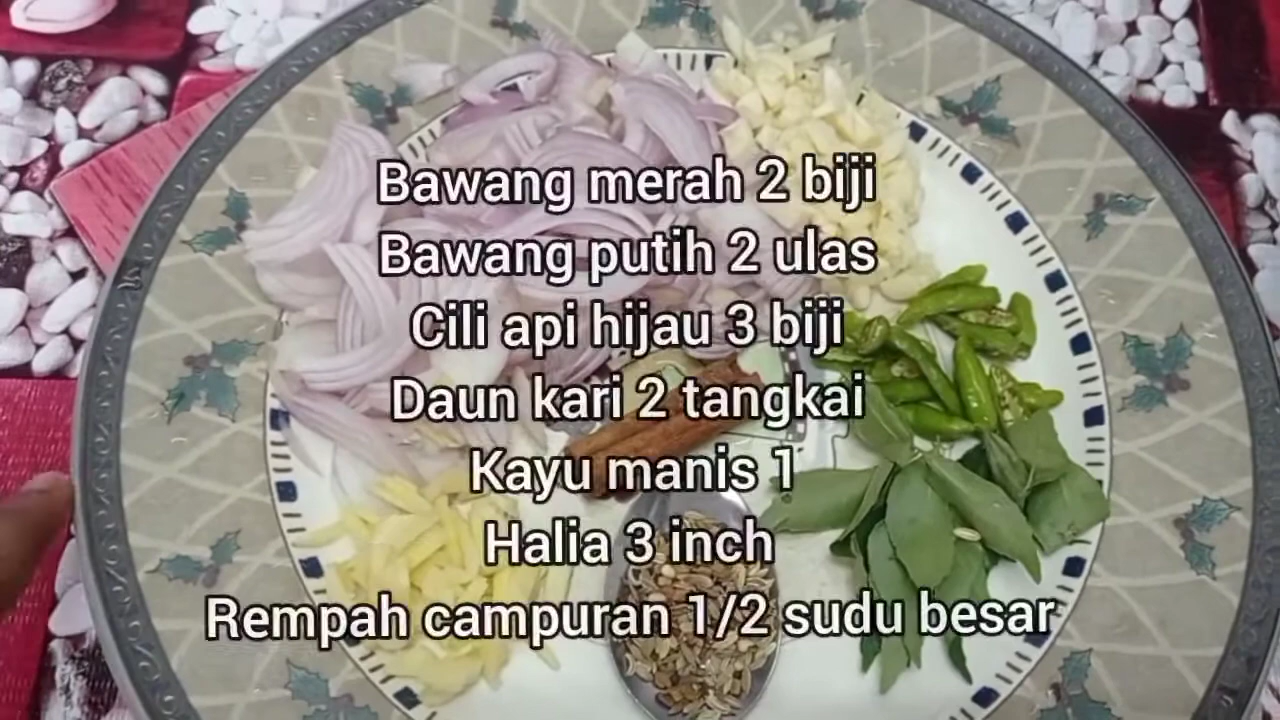 Bawang merah 2 biji
Bawang putih 2 ulas
Cili api hijau 3 biji
Daun kari 2 tangkai
Kayu manis 1
Halia 3 inch
Rempah campuran 1/2 sudu besar